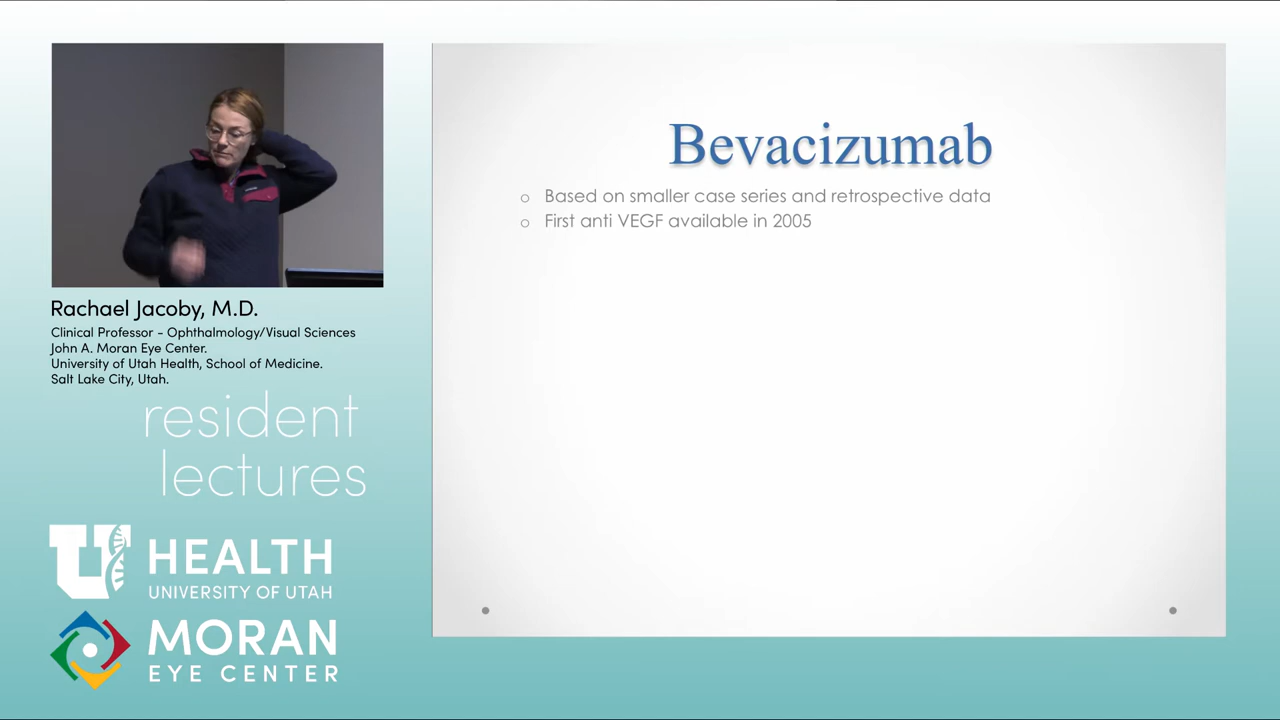 Bevacizumab
○ Based on smaller case series and retrospective data
○ First anti VEGF available in 2005
Rachael Jacoby, M.D.
Clinical Professor - Ophthalmology/Visual Sciences
John A. Moran Eye Center.
University of Utah Health, School of Medicine.
Salt Lake City, Utah.
resident
lectures
U HEALTH
UNIVERSITY OF UTAH
MORAN
EYE CENTER